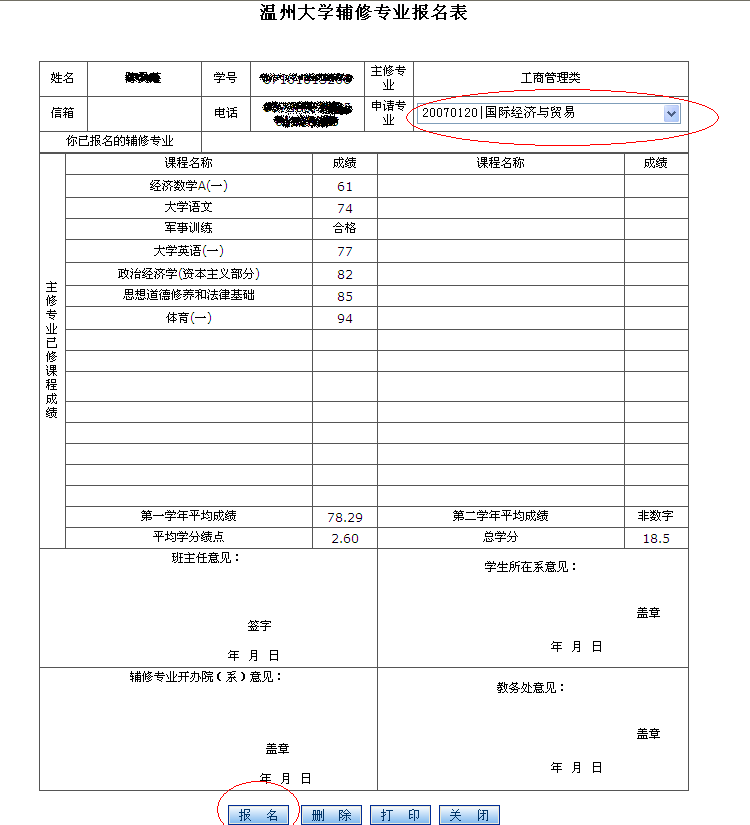 温州大学辅修专业报名表
姓名 学号 主修专业 工商管理类
信箱 电话 申请专业 20070120|国际经济与贸易
你已报名的辅修专业
主修专业已修课程成绩
课程名称 成绩 课程名称 成绩
经济数学A(一) 61
大学语文 74
军事训练 合格
大学英语(一) 77
政治经济学(资本主义部分) 82
思想道德修养和法律基础 85
体育(一) 94
第一学年平均成绩 78.29 第二学年平均成绩 非数字
平均学分绩点 2.60 总学分 18.5
班主任意见：
签字
年 月 日
学生所在系意见：
盖章
年 月 日
辅修专业开办院（系）意见：
盖章
年 月 日
教务处意见：
盖章
年 月 日
报 名 删 除 打 印 关 闭